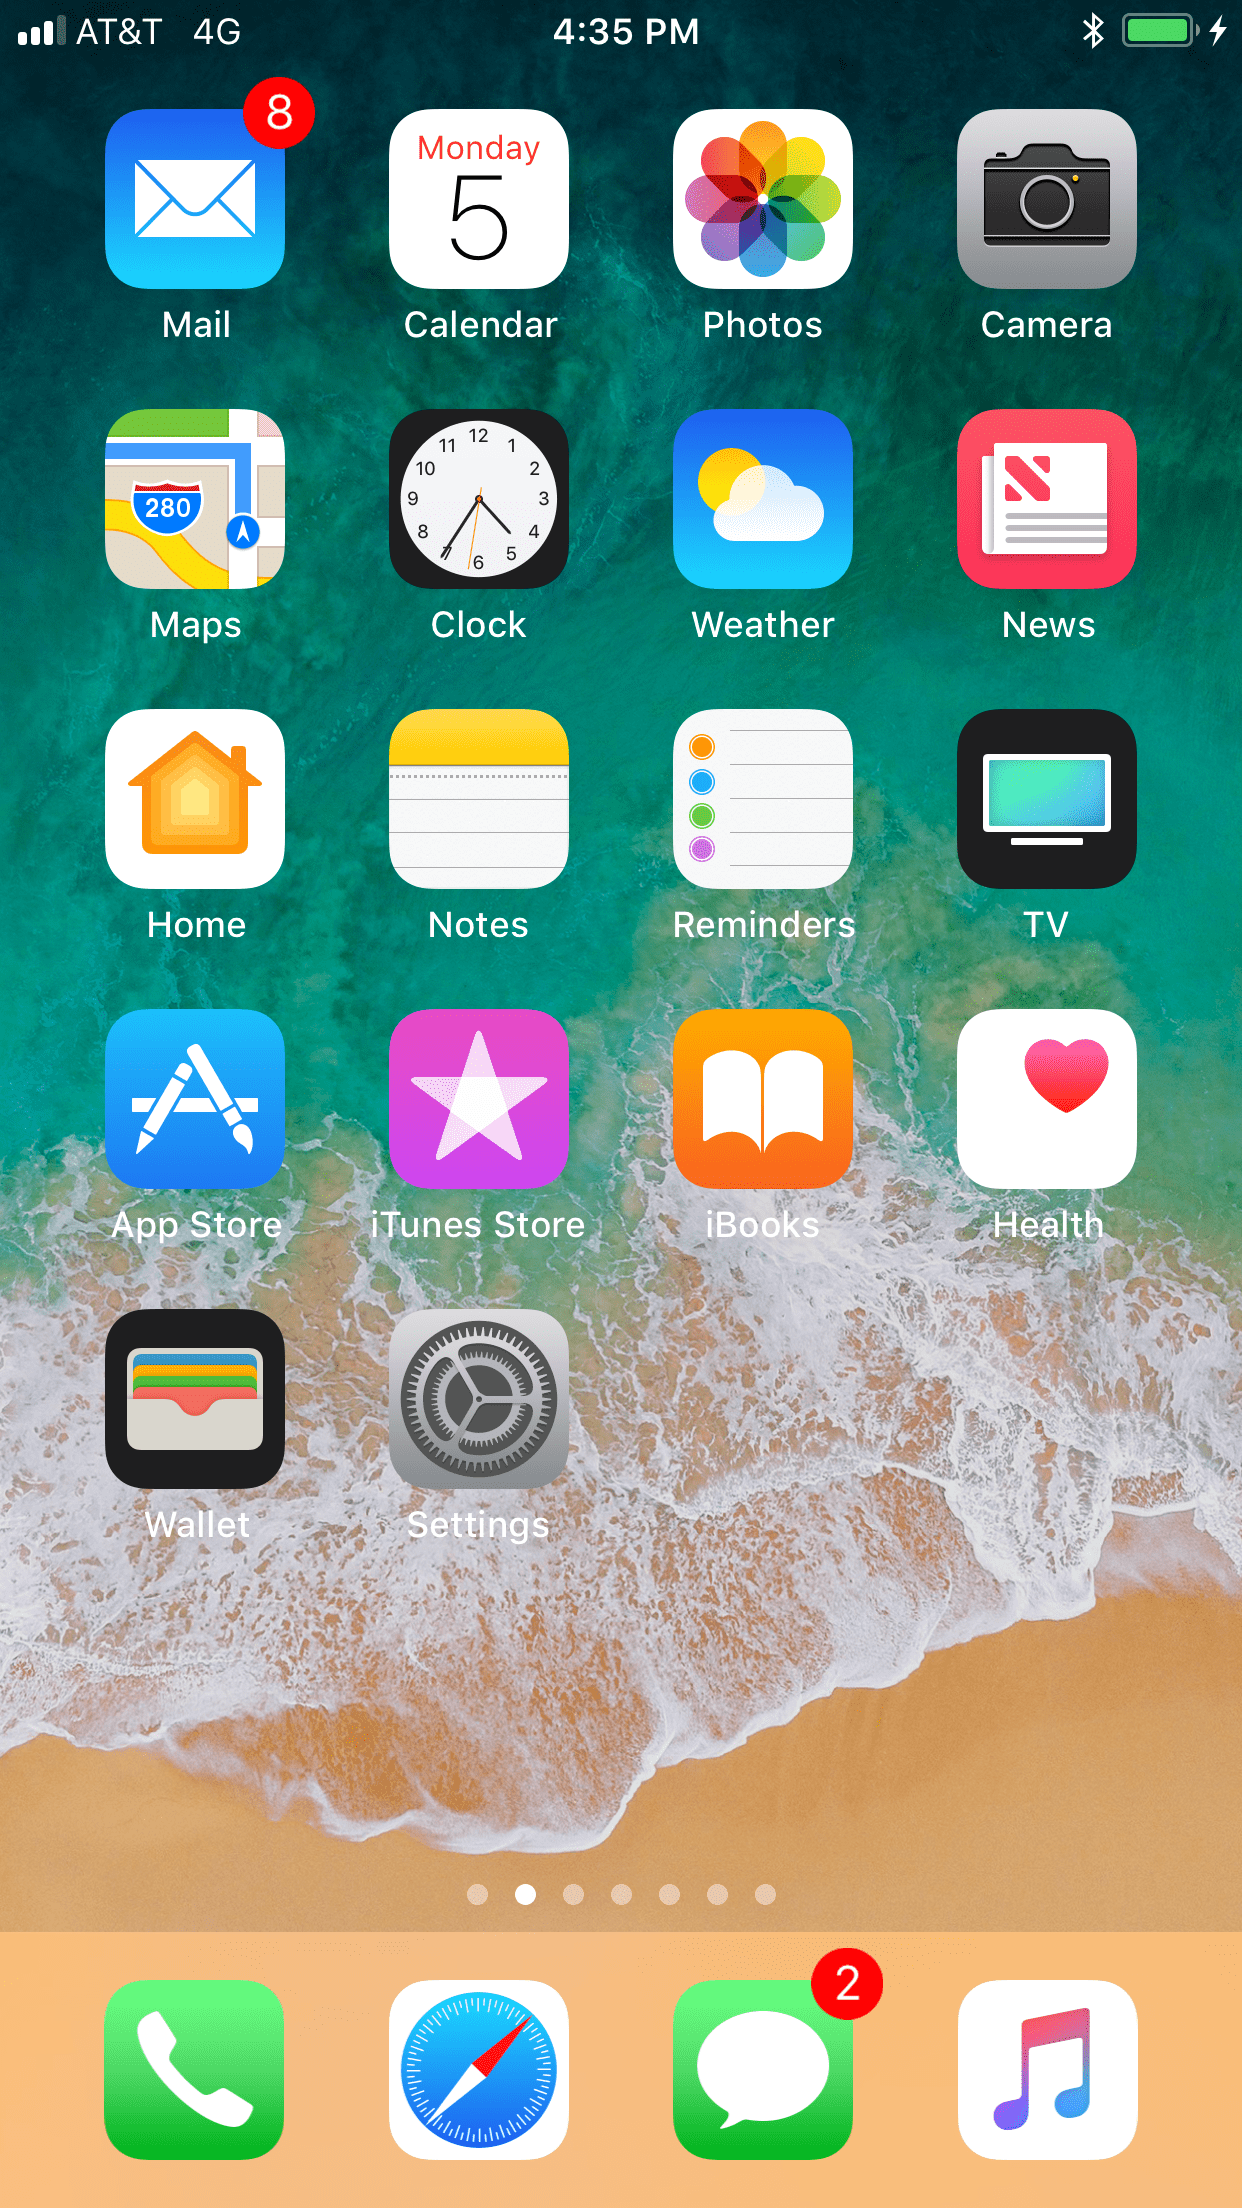 AT&T 4G 4:35 PM
8
Monday
5
Mail Calendar Photos Camera
280
12
11 1
10 2
9 3
8 4
7 6 5
Maps Clock Weather News
Home Notes Reminders TV
App Store iTunes Store iBooks Health
Wallet Settings
2